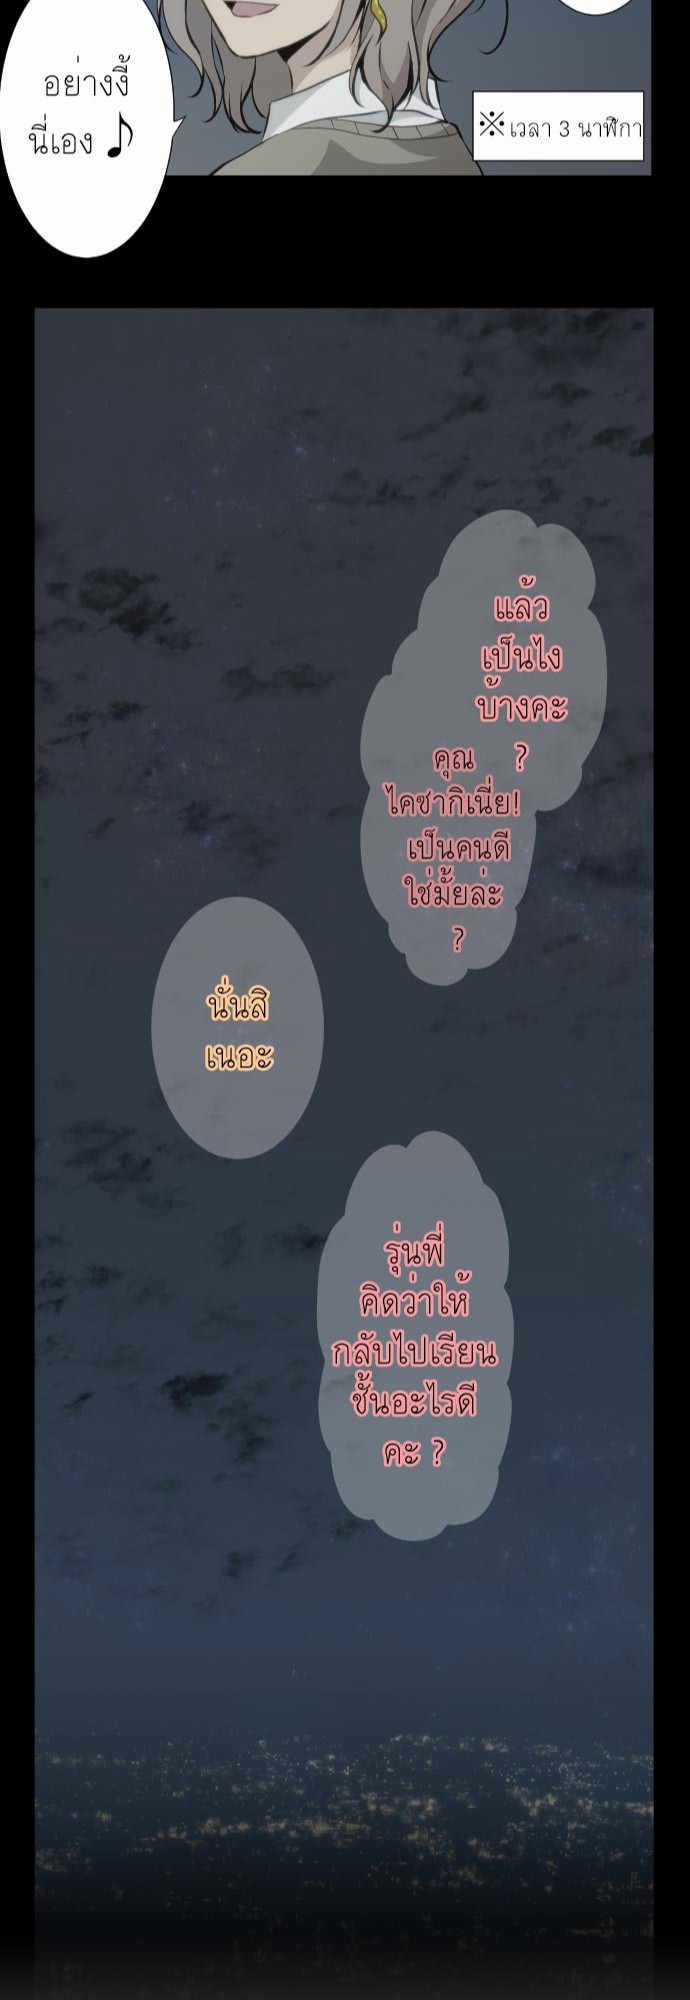 อย่างงี้
นี่เอง ♪
※เวลา 3 นาฬิกา
แล้ว
เป็นไง
บ้างคะ
?
คุณ
ไคซากิเนี่ย!
เป็นคนดี
ใช่มั้ยล่ะ
?
นั่นสิ
เนอะ
รุ่นพี่
คิดว่าให้
กลับไปเรียน
ชั้นอะไรดี
คะ ?